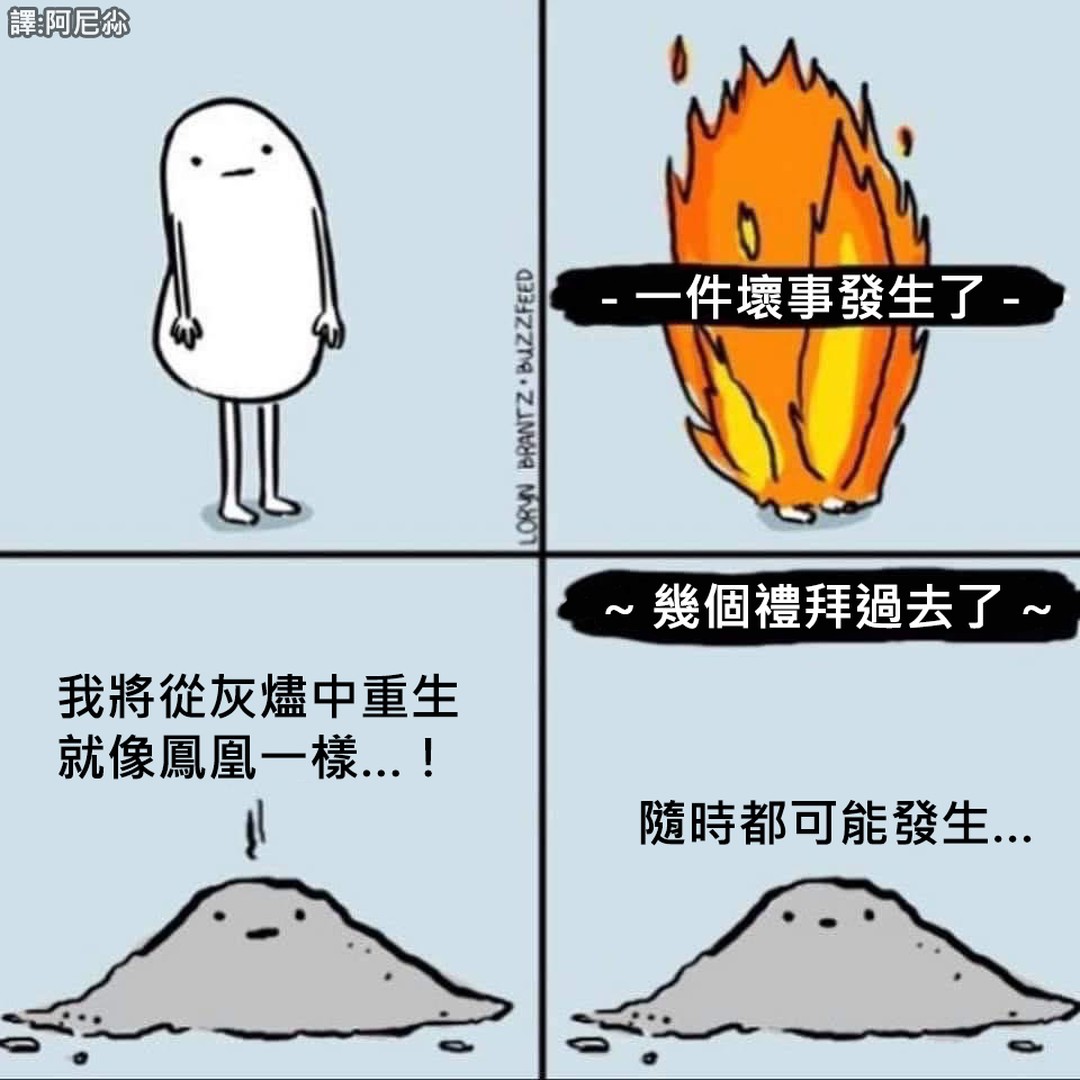 譯:阿尼尛
LORYN BRANTZ • BUZZFEED
- 一件壞事發生了 -
我將從灰燼中重生
就像鳳凰一樣...！
~ 幾個禮拜過去了 ~
隨時都可能發生...